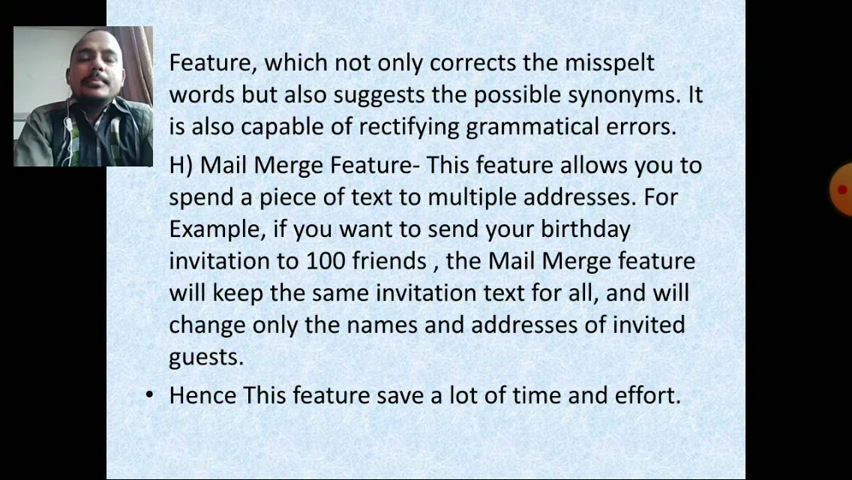 Feature, which not only corrects the misspelt
words but also suggests the possible synonyms. It
is also capable of rectifying grammatical errors.
H) Mail Merge Feature- This feature allows you to
spend a piece of text to multiple addresses. For
Example, if you want to send your birthday
invitation to 100 friends , the Mail Merge feature
will keep the same invitation text for all, and will
change only the names and addresses of invited
guests.
• Hence This feature save a lot of time and effort.